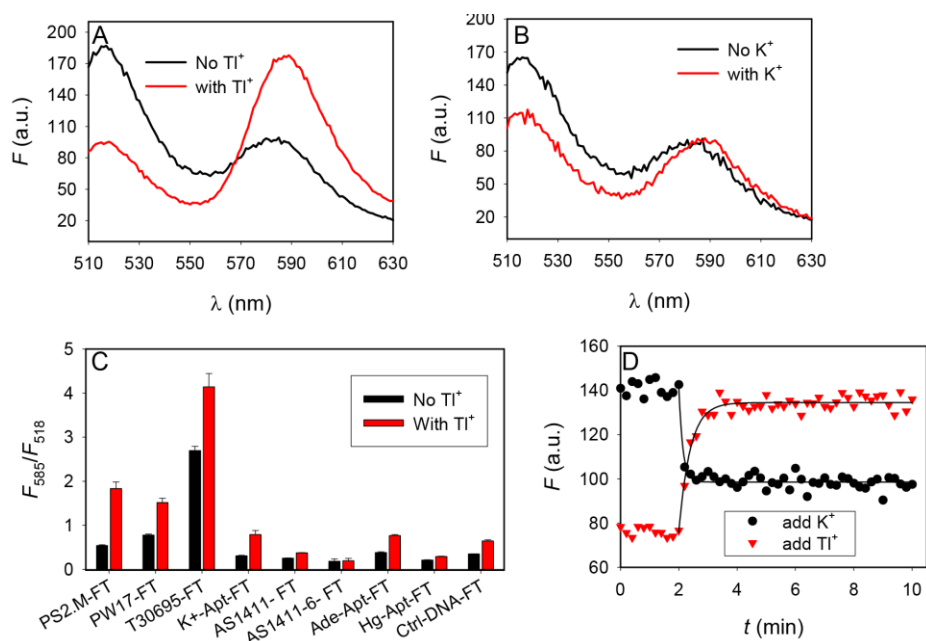 A
No Tl⁺
with Tl⁺
F (a.u.)
200
170
140
110
80
50
20
510 530 550 570 590 610 630
λ (nm)
B
No K⁺
with K⁺
F (a.u.)
200
170
140
110
80
50
20
510 530 550 570 590 610 630
λ (nm)
C
No Tl⁺
With Tl⁺
F₅₈₅/F₅₁₈
5
4
3
2
1
0
PS2.M-FT
PW17-FT
T30695-FT
K+-Apt-FT
AS1411- FT
AS1411-6- FT
Ade-Apt-FT
Hg-Apt-FT
Ctrl-DNA-FT
D
F (a.u.)
160
140
120
100
80
60
add K⁺
add Tl⁺
0 2 4 6 8 10
t (min)